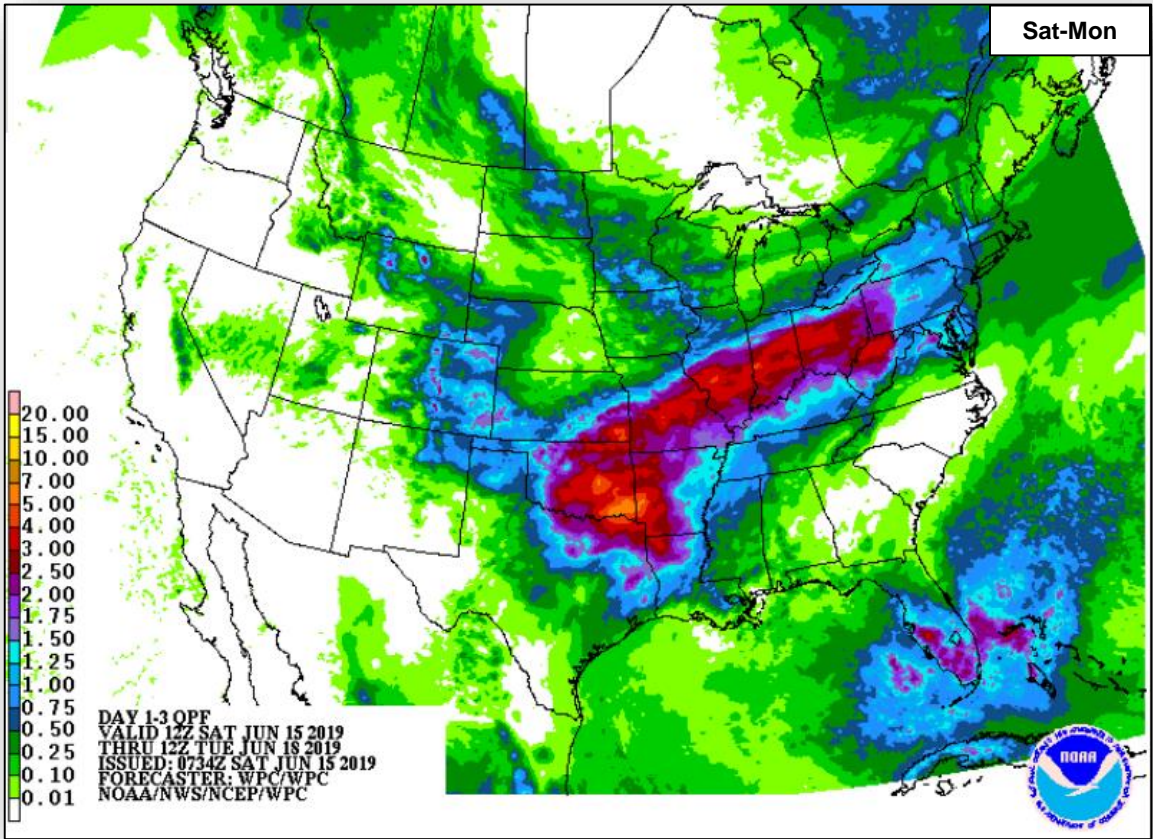 Sat-Mon
20.00
15.00
10.00
7.00
5.00
4.00
3.00
2.50
2.00
1.75
1.50
1.25
1.00
0.75
0.50
0.25
0.10
0.01
DAY 1-3 QPF
VALID 12Z SAT JUN 15 2019
THRU 12Z TUE JUN 18 2019
ISSUED: 0734Z SAT JUN 15 2019
FORECASTER: WPC/WPC
NOAA/NWS/NCEP/WPC
NOAA